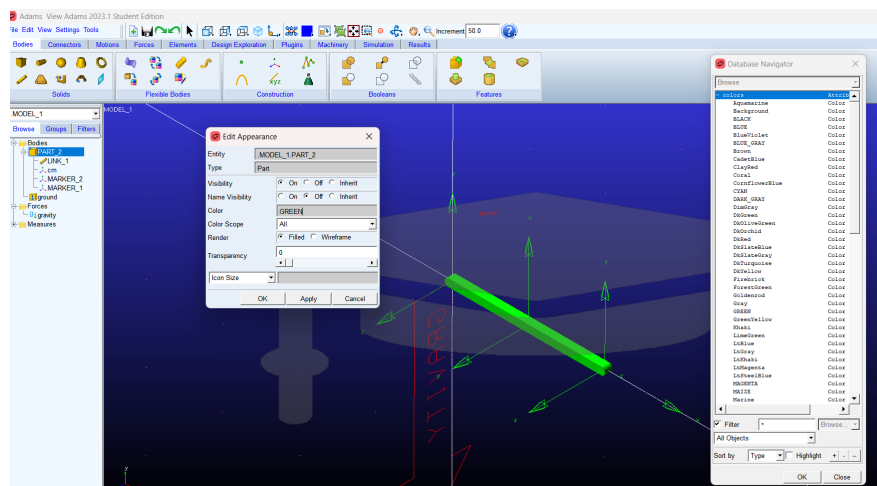 Adams View Adams 2023.1 Student Edition
File Edit View Settings Tools
Increment 50.0
Bodies Connectors Motions Forces Elements Design Exploration Plugins Machinery Simulation Results
Solids Flexible Bodies Construction Booleans Features
.MODEL_1
Browse Groups Filters
Bodies
PART_2
LINK_1
cm
MARKER_2
MARKER_1
ground
Forces
gravity
Measures
MODEL_1
Edit Appearance
Entity .MODEL_1.PART_2
Type Part
Visibility On Off Inherit
Name Visibility On Off Inherit
Color GREEN
Color Scope All
Render Filled Wireframe
Transparency 0
Icon Size
OK Apply Cancel
Database Navigator
Browse
- colors Attrib
Aquamarine Color
Background Color
BLACK Color
BLUE Color
BlueViolet Color
BLUE_GRAY Color
Brown Color
CadetBlue Color
ClayRed Color
Coral Color
CornflowerBlue Color
CYAN Color
DARK_GRAY Color
DimGray Color
DkGreen Color
DkOliveGreen Color
DkOrchid Color
DkRed Color
DkSlateBlue Color
DkSlateGray Color
DkTurquoise Color
DkYellow Color
Firebrick Color
ForestGreen Color
Goldenrod Color
Gray Color
GREEN Color
GreenYellow Color
Khaki Color
LimeGreen Color
LtBlue Color
LtGray Color
LtKhaki Color
LtMagenta Color
LtSteelBlue Color
MAGENTA Color
MAIZE Color
Marine Color
Filter * Browse...
All Objects
Sort by Type Highlight + - --
OK Close